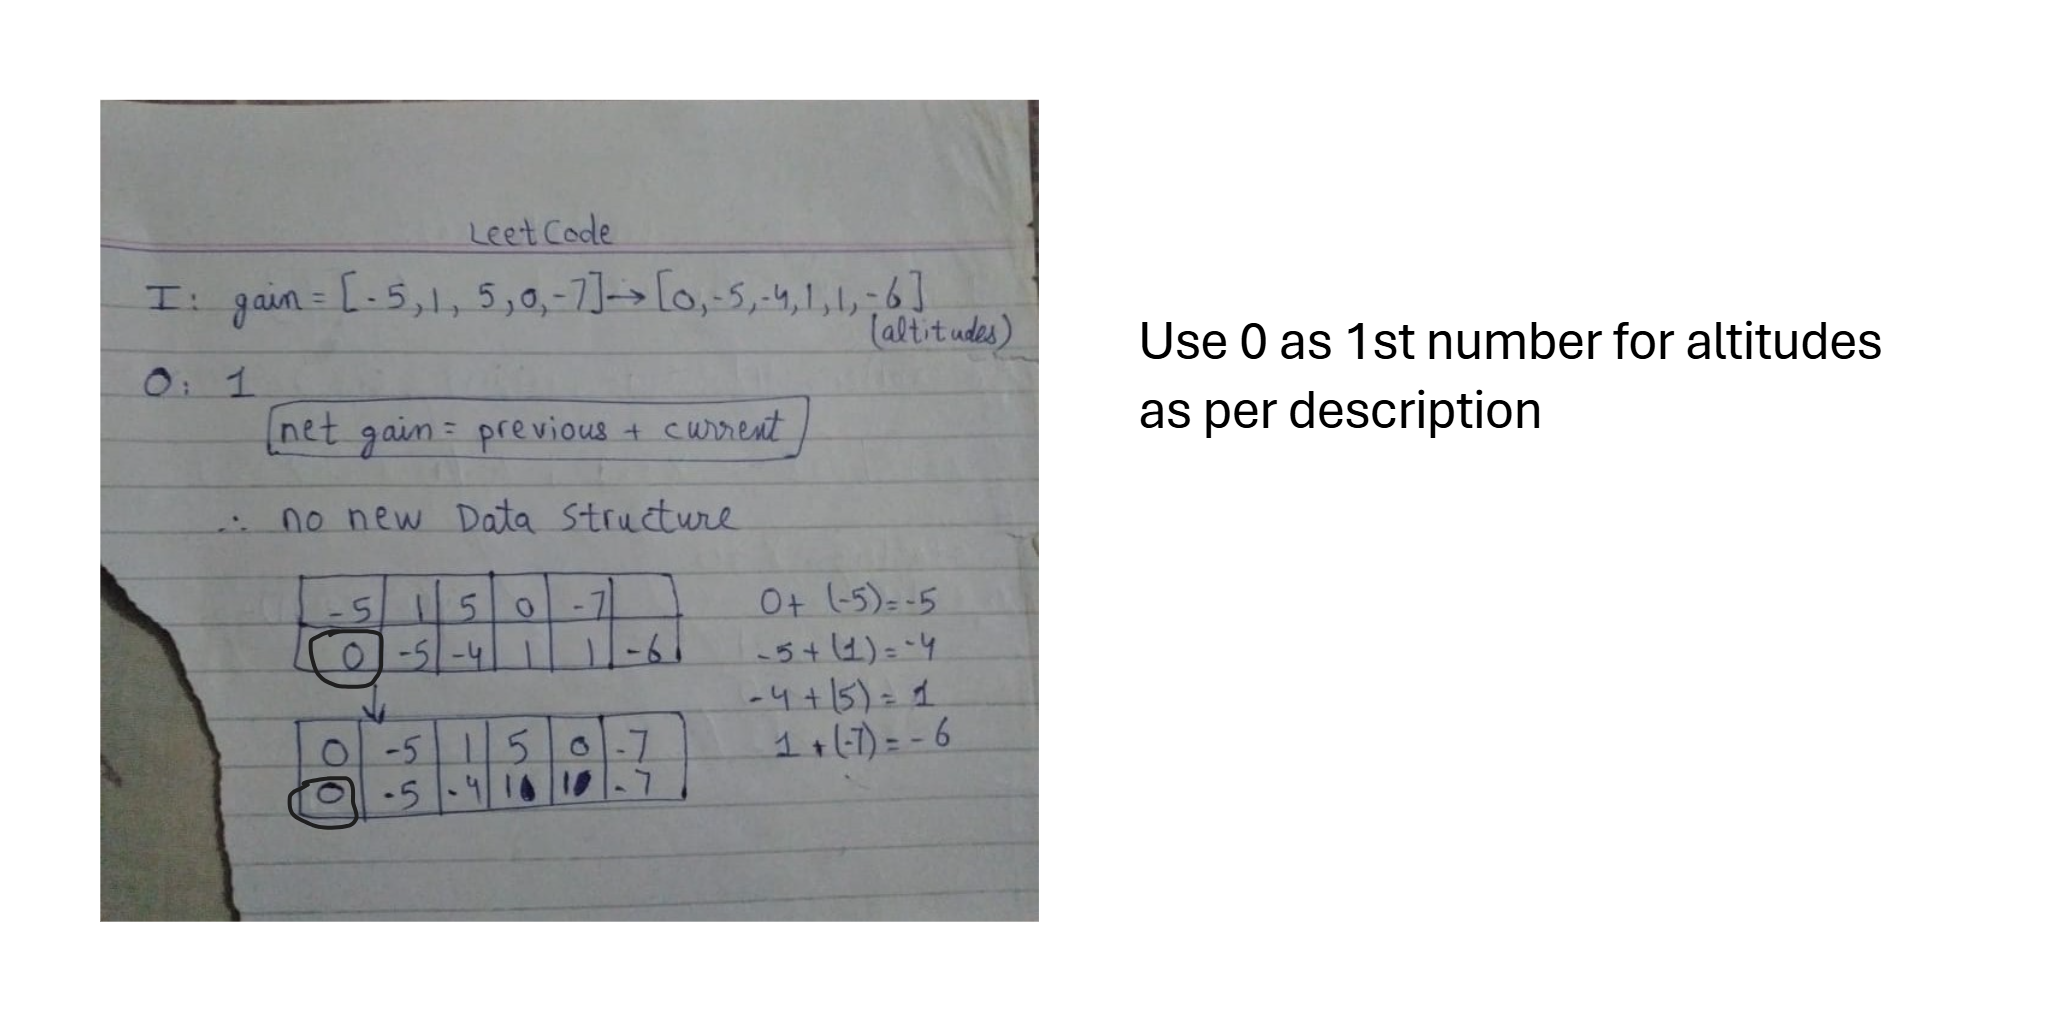 LeetCode
I: gain = [-5,1, 5,0,-7]→[0,-5,-4,1,1,-6]
(altitudes)
O: 1
net gain = previous + current
∴ no new Data Structure
-5 1 5 0 -7
0 -5 -4 1 1 -6
↓
0 -5 1 5 0 -7
0 -5 -4 1 1 -7
0+ (-5)=-5
-5+(1)=-4
-4+(5)= 1
1+(-7)=-6
Use 0 as 1st number for altitudes
as per description